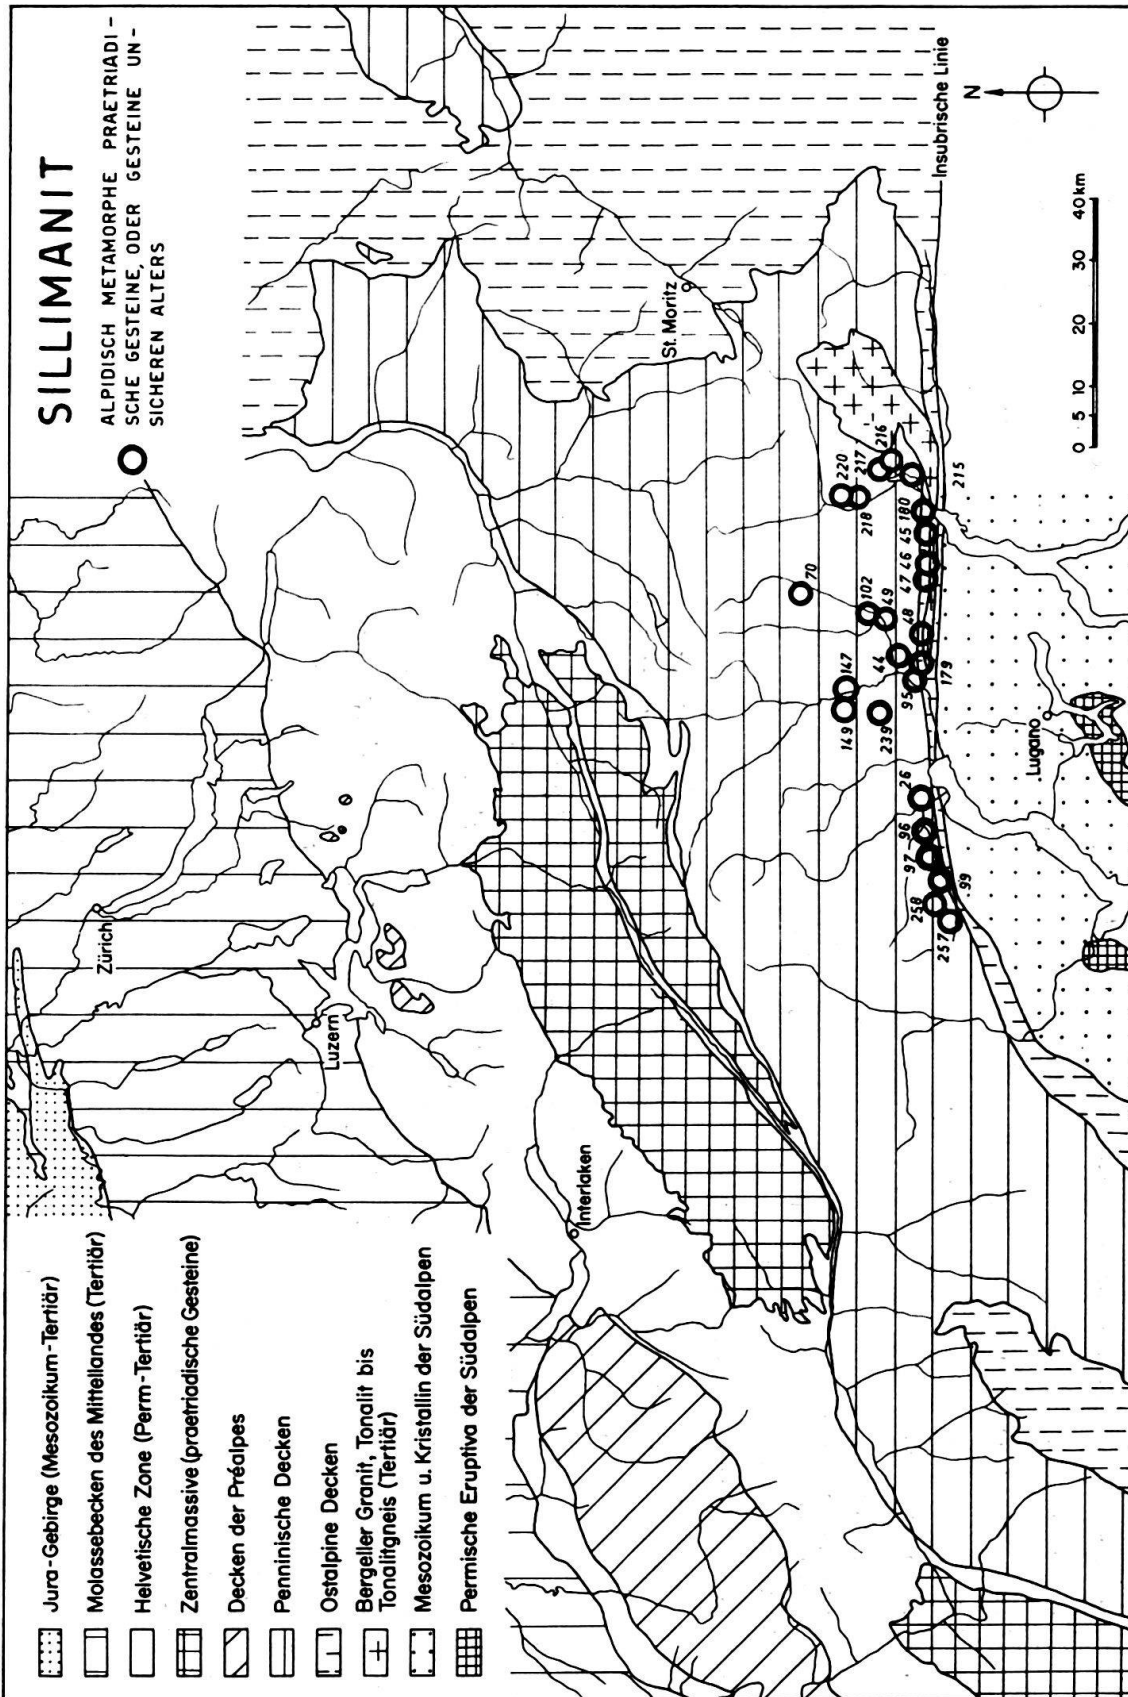 SILLIMANIT
ALPIDISCH METAMORPHE PRAETRIADI-
SCHE GESTEINE, ODER GESTEINE UN-
SICHEREN ALTERS
Jura-Gebirge (Mesozoikum-Tertiär)
Molassebecken des Mittellandes (Tertiär)
Helvetische Zone (Perm-Tertiär)
Zentralmassive (praetriadische Gesteine)
Decken der Préalpes
Penninische Decken
Ostalpine Decken
Bergeller Granit, Tonalit bis
Tonalitgneis (Tertiär)
Mesozoikum u. Kristallin der Südalpen
Permische Eruptiva der Südalpen
Zürich
Luzern
Interlaken
St. Moritz
Lugano
Insubrische Linie
N
0 5 10 20 30 40 km
257
258
99
97
96
26
239
149
147
95
179
44
48
49
102
70
47
46
45
180
218
220
217
216
215